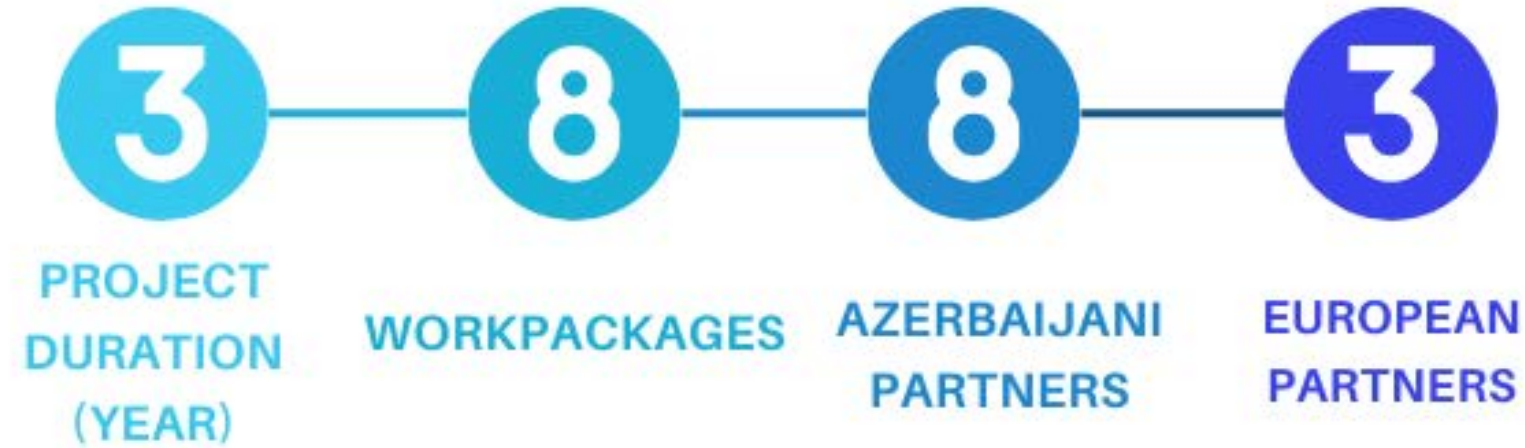 3
8
8
3
PROJECT
DURATION
(YEAR)
WORKPACKAGES
AZERBAIJANI
PARTNERS
EUROPEAN
PARTNERS